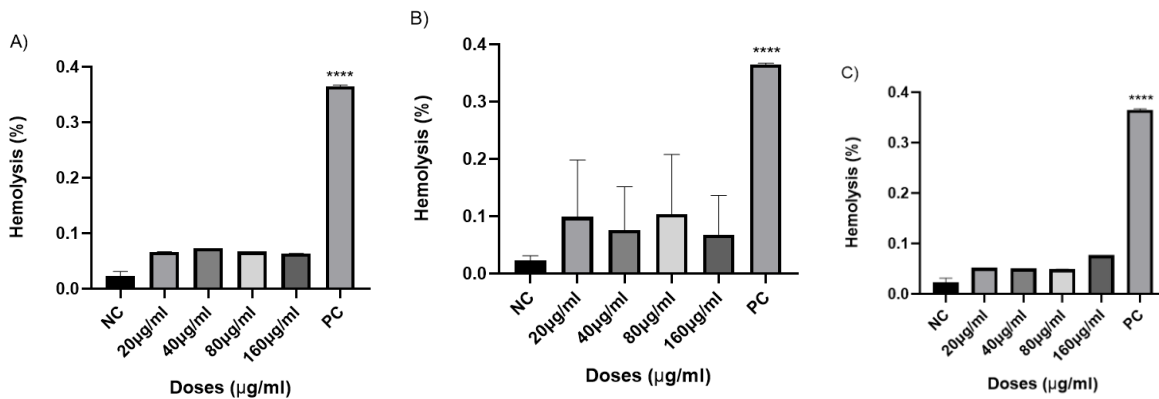 A)
Hemolysis (%)
0.4
0.3
0.2
0.1
0.0
****
NC
20µg/ml
40µg/ml
80µg/ml
160µg/ml
PC
Doses (µg/ml)
B)
Hemolysis (%)
0.4
0.3
0.2
0.1
0.0
****
NC
20µg/ml
40µg/ml
80µg/ml
160µg/ml
PC
Doses (µg/ml)
C)
Hemolysis (%)
0.4
0.3
0.2
0.1
0.0
****
NC
20µg/ml
40µg/ml
80µg/ml
160µg/ml
PC
Doses (µg/ml)